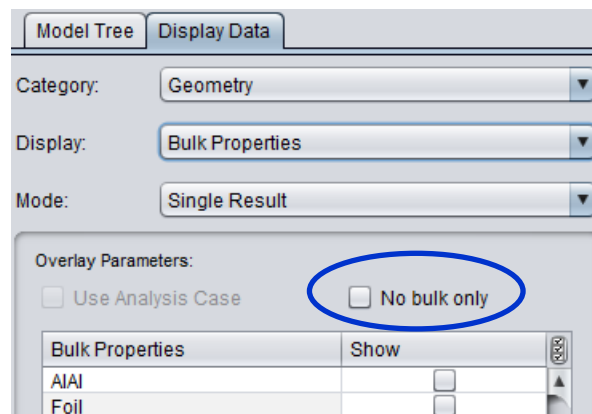 Model Tree Display Data
Category: Geometry
Display: Bulk Properties
Mode: Single Result
Overlay Parameters:
Use Analysis Case No bulk only
Bulk Properties Show
AIAI
Foil